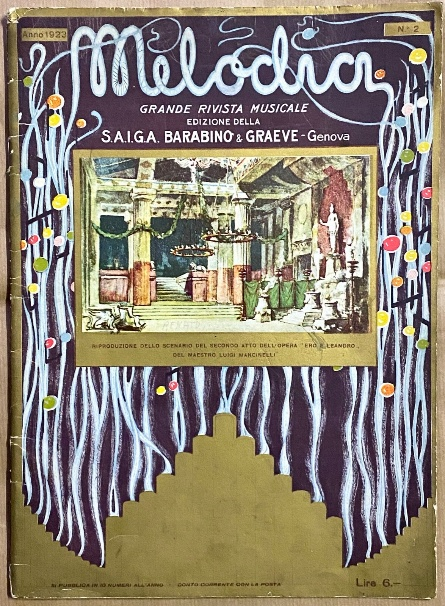 Anno 1923
N.º 2
Melodia
GRANDE RIVISTA MUSICALE
EDIZIONE DELLA
S.A.I.G.A. BARABINO & GRAEVE - Genova
RIPRODUZIONE DELLO SCENARIO DEL SECONDO ATTO DELL'OPERA "ERO E LEANDRO"
DEL MAESTRO LUIGI MANCINELLI
SI PUBBLICA IN NUMERI ALL'ANNO - CONTO CORRENTE CON LA POSTA
Lire 6.-